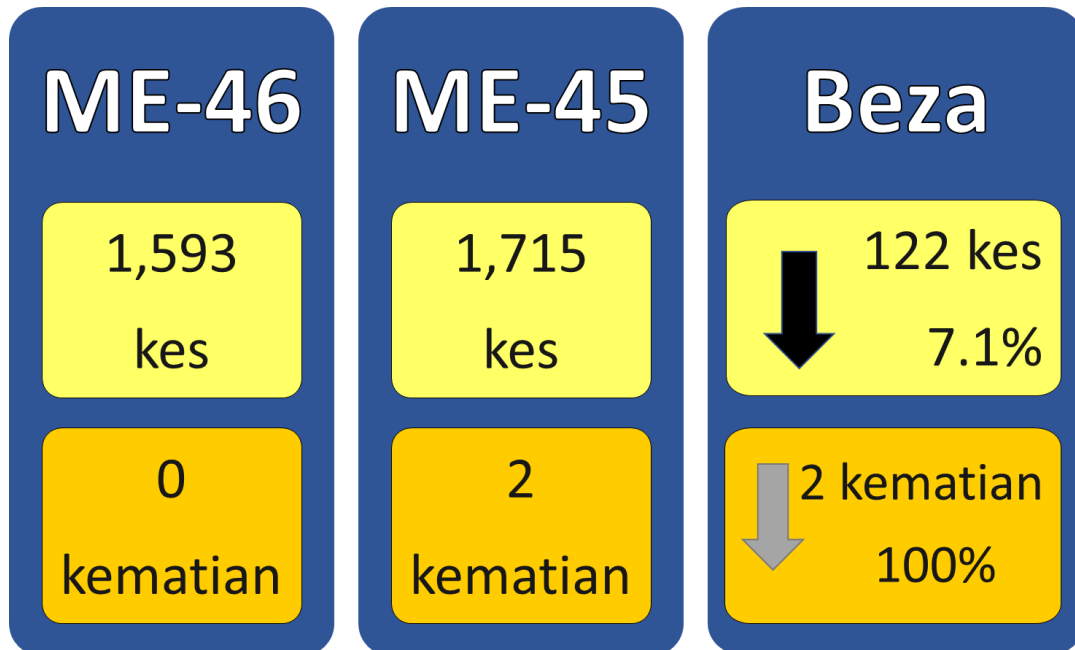 ME-46
1,593
kes
0
kematian
ME-45
1,715
kes
2
kematian
Beza
122 kes
7.1%
2 kematian
100%